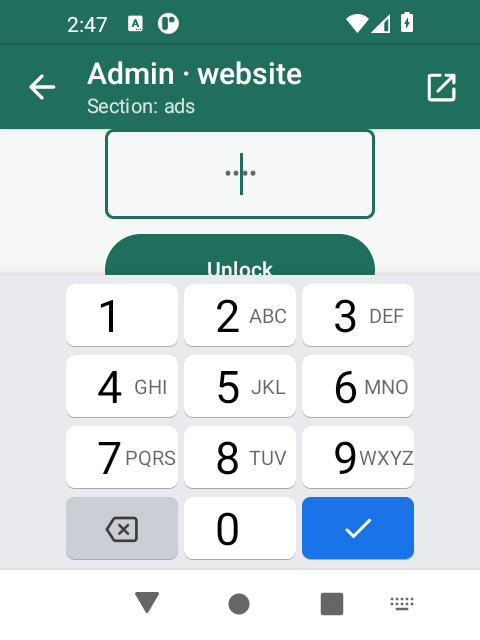 2:47
Admin · website
Section: ads
Unlock
1
2 ABC
3 DEF
4 GHI
5 JKL
6 MNO
7 PQRS
8 TUV
9 WXYZ
0